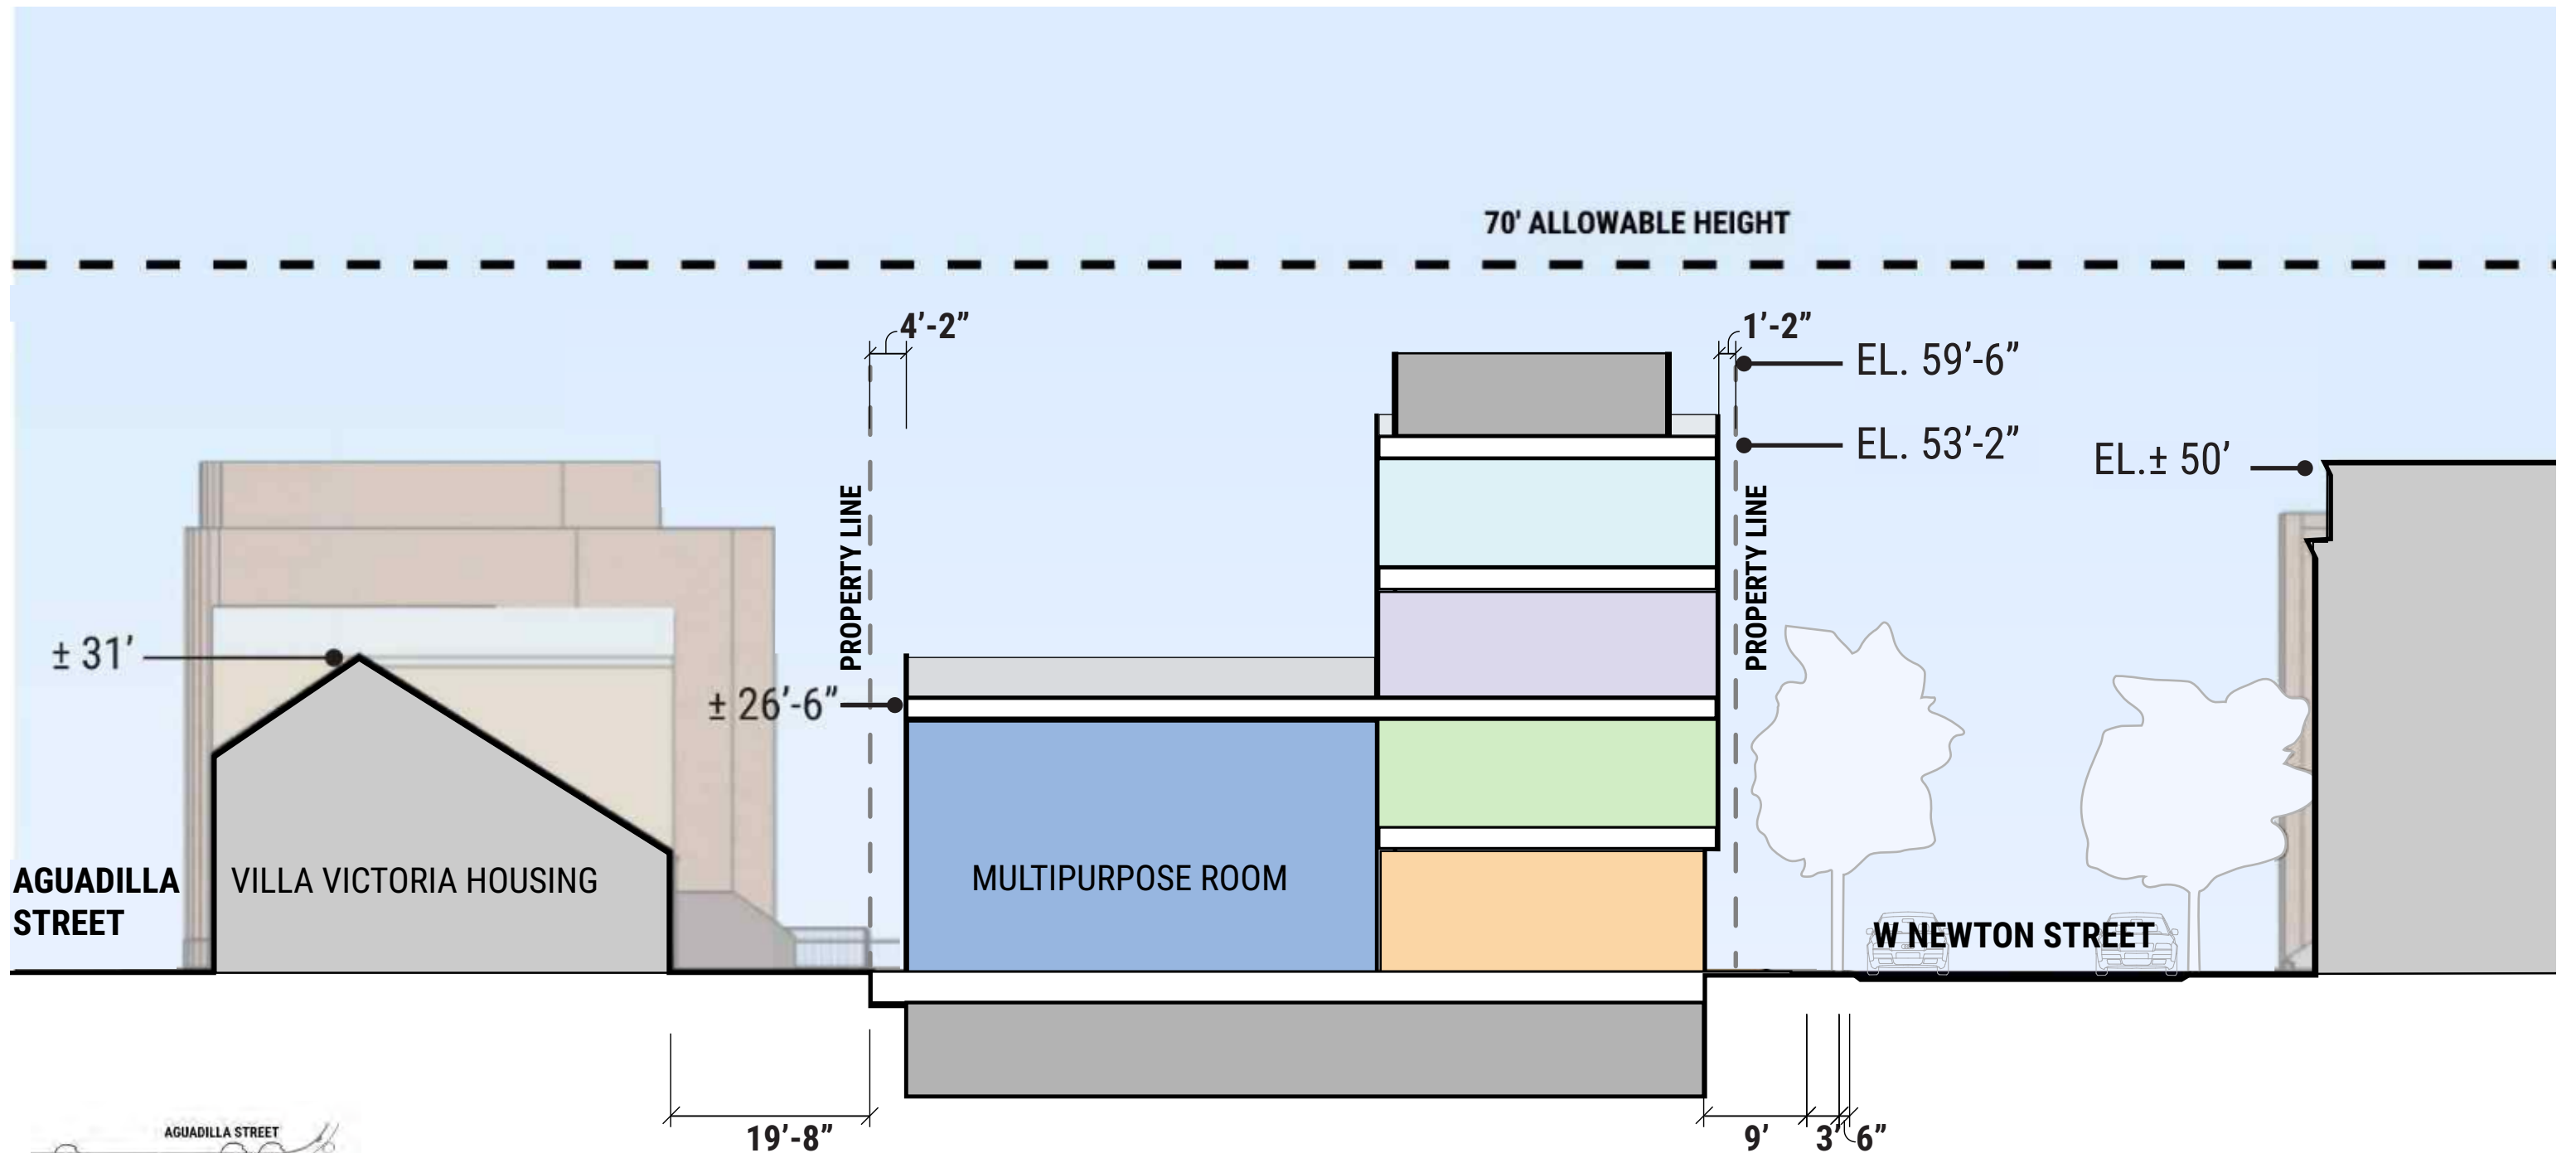 70' ALLOWABLE HEIGHT
4’-2”
1’-2”
EL. 59’-6”
EL. 53’-2”
EL.± 50’
PROPERTY LINE
PROPERTY LINE
± 31’
± 26’-6”
AGUADILLA
STREET
VILLA VICTORIA HOUSING
MULTIPURPOSE ROOM
W NEWTON STREET
19’-8”
9’
3’
6”
AGUADILLA STREET